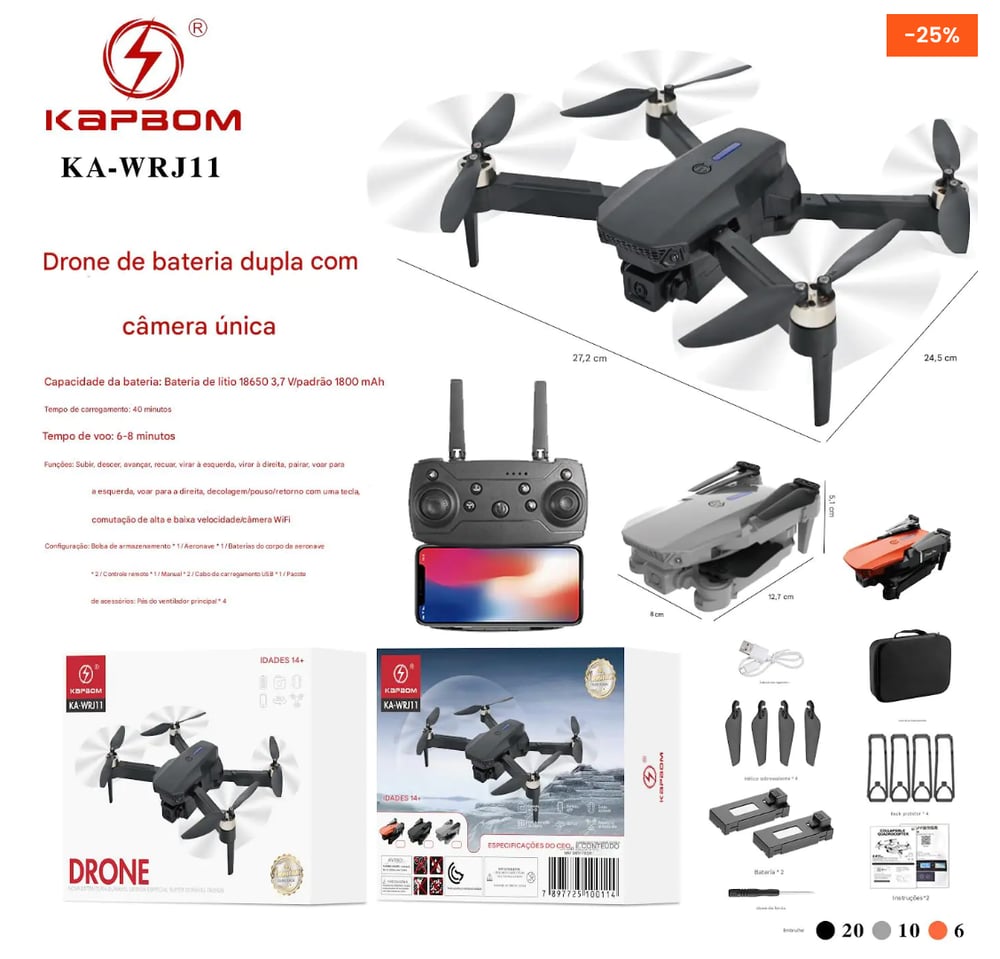 -25%
®
KAPBOM
KA-WRJ11
Drone de bateria dupla com
câmera única
27,2 cm
24,5 cm
Capacidade da bateria: Bateria de lítio 18650 3,7 V/padrão 1800 mAh
Tempo de carregamento: 40 minutos
Tempo de voo: 6-8 minutos
Funções: Subir, descer, avançar, recuar, virar à esquerda, virar à direita, pairar, voar para
a esquerda, voar para a direita, decolagem/pouso/retorno com uma tecla,
comutação de alta e baixa velocidade/câmera WiFi
Configuração: Bolsa de armazenamento * 1 / Aeronave * 1 / Baterias do corpo da aeronave
* 2 / Controle remoto * 1 / Manual * 2 / Cabo de carregamento USB * 1 / Pacote
de acessórios: Pás do ventilador principal * 4
5,1 cm
12,7 cm
8 cm
KAPBOM
KA-WRJ11
IDADES 14+
DRONE
KAPBOM
KA-WRJ11
IDADES 14+
ESPECIFICAÇÕES DO CEO
CONTEÚDO
AVISO
7 897725 100114
KAPBOM
Bateria * 2
COLLAPSIBLE
QUADROCOPTER
Instruções*2
20
10
6